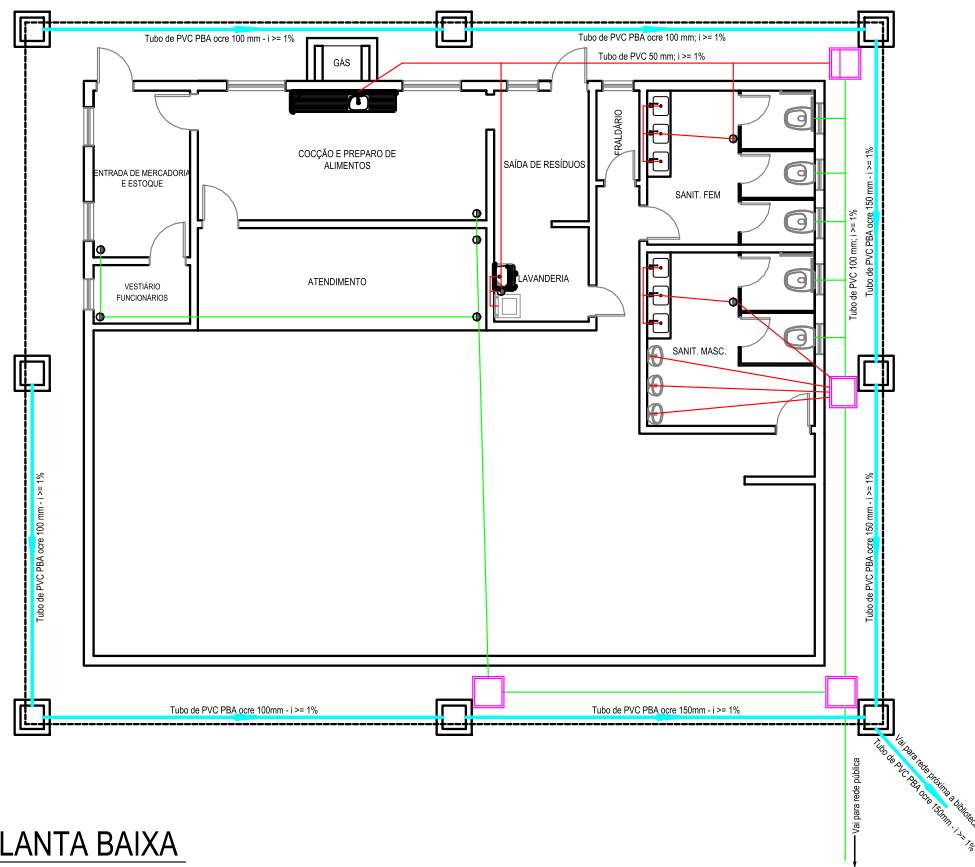 Tubo de PVC PBA ocre 100 mm - i >= 1%
Tubo de PVC PBA ocre 100 mm; i >= 1%
Tubo de PVC 50 mm; i >= 1%
GÁS
FRALDÁRIO
COCÇÃO E PREPARO DE
ALIMENTOS
SAÍDA DE RESÍDUOS
ENTRADA DE MERCADORIA
E ESTOQUE
SANIT. FEM
Tubo de PVC 100 mm; i >= 1%
Tubo de PVC PBA ocre 150 mm - i >= 1%
ATENDIMENTO
LAVANDERIA
VESTIÁRIO
FUNCIONÁRIOS
SANIT. MASC.
Tubo de PVC PBA ocre 100 mm - i >= 1%
Tubo de PVC PBA ocre 150 mm - i >= 1%
Tubo de PVC PBA ocre 100mm - i >= 1%
Tubo de PVC PBA ocre 150mm - i >= 1%
Vai para rede pública
Vai para rede próxima a bibliotec
Tubo de PVC PBA ocre 150mm - i >= 1%
LANTA BAIXA